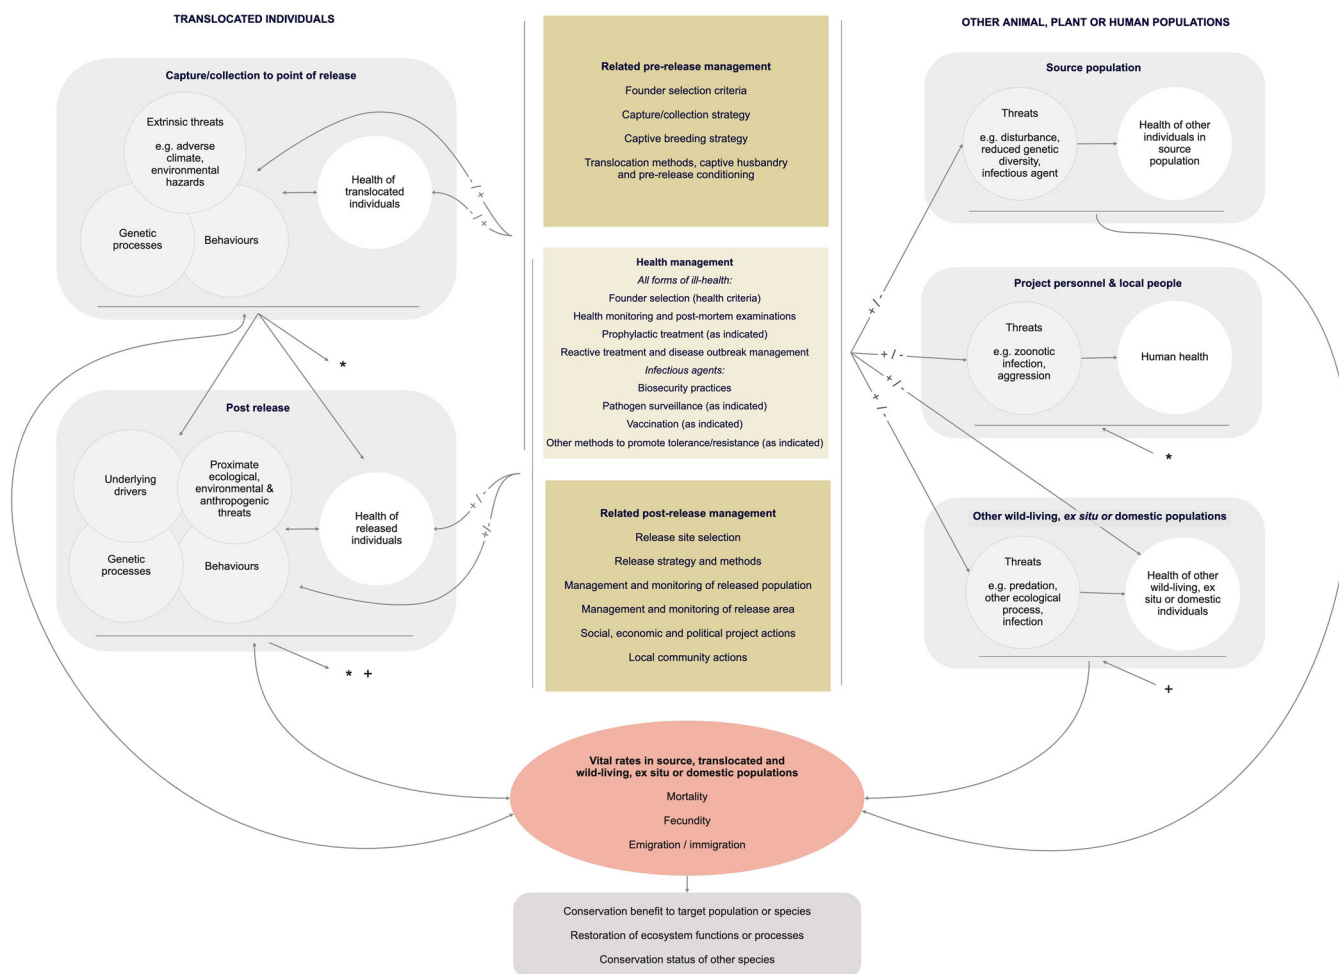 TRANSLOCATED INDIVIDUALS
Capture/collection to point of release
Extrinsic threats
e.g. adverse
climate,
environmental
hazards
Genetic
processes
Behaviours
Health of
translocated
individuals
- / +
- / +
*
Post release
Underlying
drivers
Proximate
ecological,
environmental &
anthropogenic
threats
Genetic
processes
Behaviours
Health of
released
individuals
+ / -
+/-
* +
Related pre-release management
Founder selection criteria
Capture/collection strategy
Captive breeding strategy
Translocation methods, captive husbandry
and pre-release conditioning
Health management
All forms of ill-health:
Founder selection (health criteria)
Health monitoring and post-mortem examinations
Prophylactic treatment (as indicated)
Reactive treatment and disease outbreak management
Infectious agents:
Biosecurity practices
Pathogen surveillance (as indicated)
Vaccination (as indicated)
Other methods to promote tolerance/resistance (as indicated)
Related post-release management
Release site selection
Release strategy and methods
Management and monitoring of released population
Management and monitoring of release area
Social, economic and political project actions
Local community actions
OTHER ANIMAL, PLANT OR HUMAN POPULATIONS
Source population
Threats
e.g. disturbance,
reduced genetic
diversity,
infectious agent
Health of other
individuals in
source
population
+/-
Project personnel & local people
Threats
e.g. zoonotic
infection,
aggression
Human health
+ / -
+ / -
+ / -
*
Other wild-living, ex situ or domestic populations
Threats
e.g. predation,
other ecological
process,
infection
Health of other
wild-living, ex
situ or domestic
individuals
+
Vital rates in source, translocated and
wild-living, ex situ or domestic populations
Mortality
Fecundity
Emigration / immigration
Conservation benefit to target population or species
Restoration of ecosystem functions or processes
Conservation status of other species